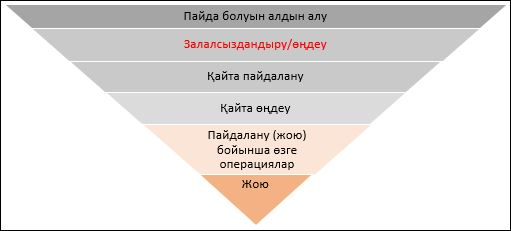 Пайда болуын алдын алу
Залалсыздандыру/өңдеу
Қайта пайдалану
Қайта өңдеу
Пайдалану (жою)
бойынша өзге
операциялар
Жою